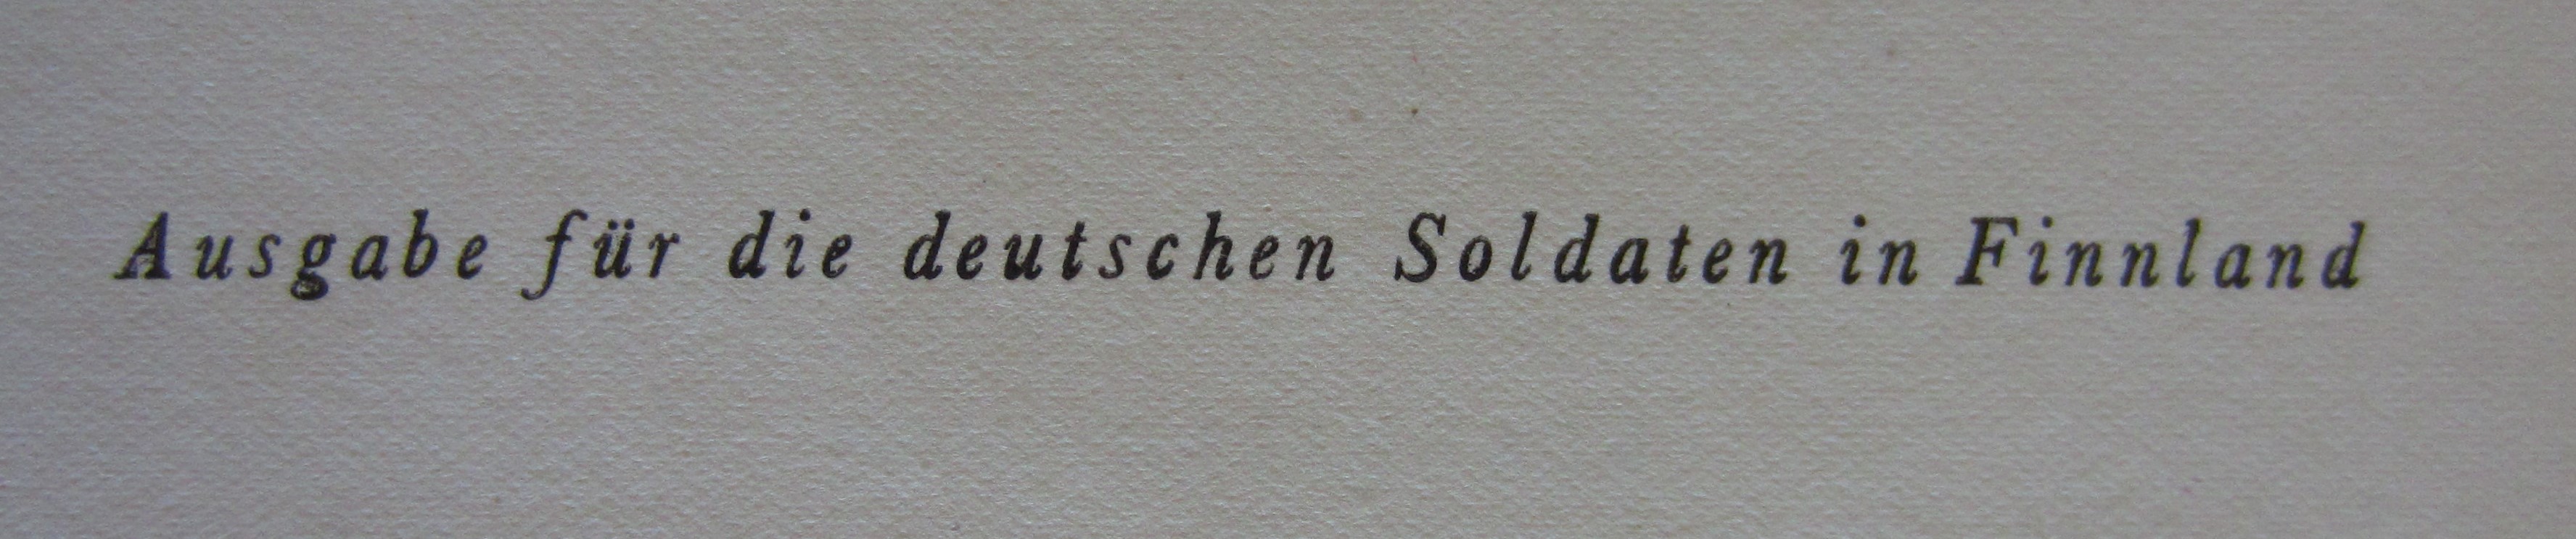 Ausgabe für die deutschen Soldaten in Finnland